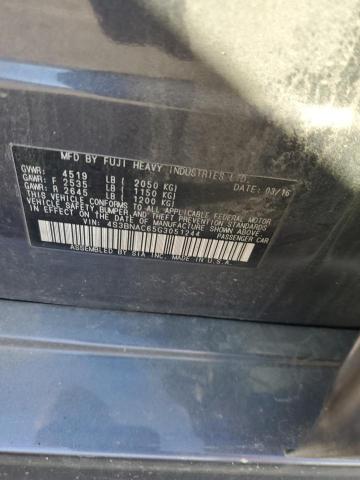 MFD BY FUJI HEAVY INDUSTRIES LTD. DATE: 03/16
GVWR: 4519 LB (2050 KG)
GAWR: F 2535 LB (1150 KG)
R 2645 LB (1200 KG)
THIS VEHICLE CONFORMS TO ALL APPLICABLE FEDERAL MOTOR
VEHICLE SAFETY, BUMPER AND THEFT PREVENTION STANDARDS
IN EFFECT ON THE DATE OF MANUFACTURE SHOWN ABOVE.
VIN: 4S3BNAC65G3051244 PASSENGER CAR
ASSEMBLED BY SIA, INC. MADE IN U.S.A.